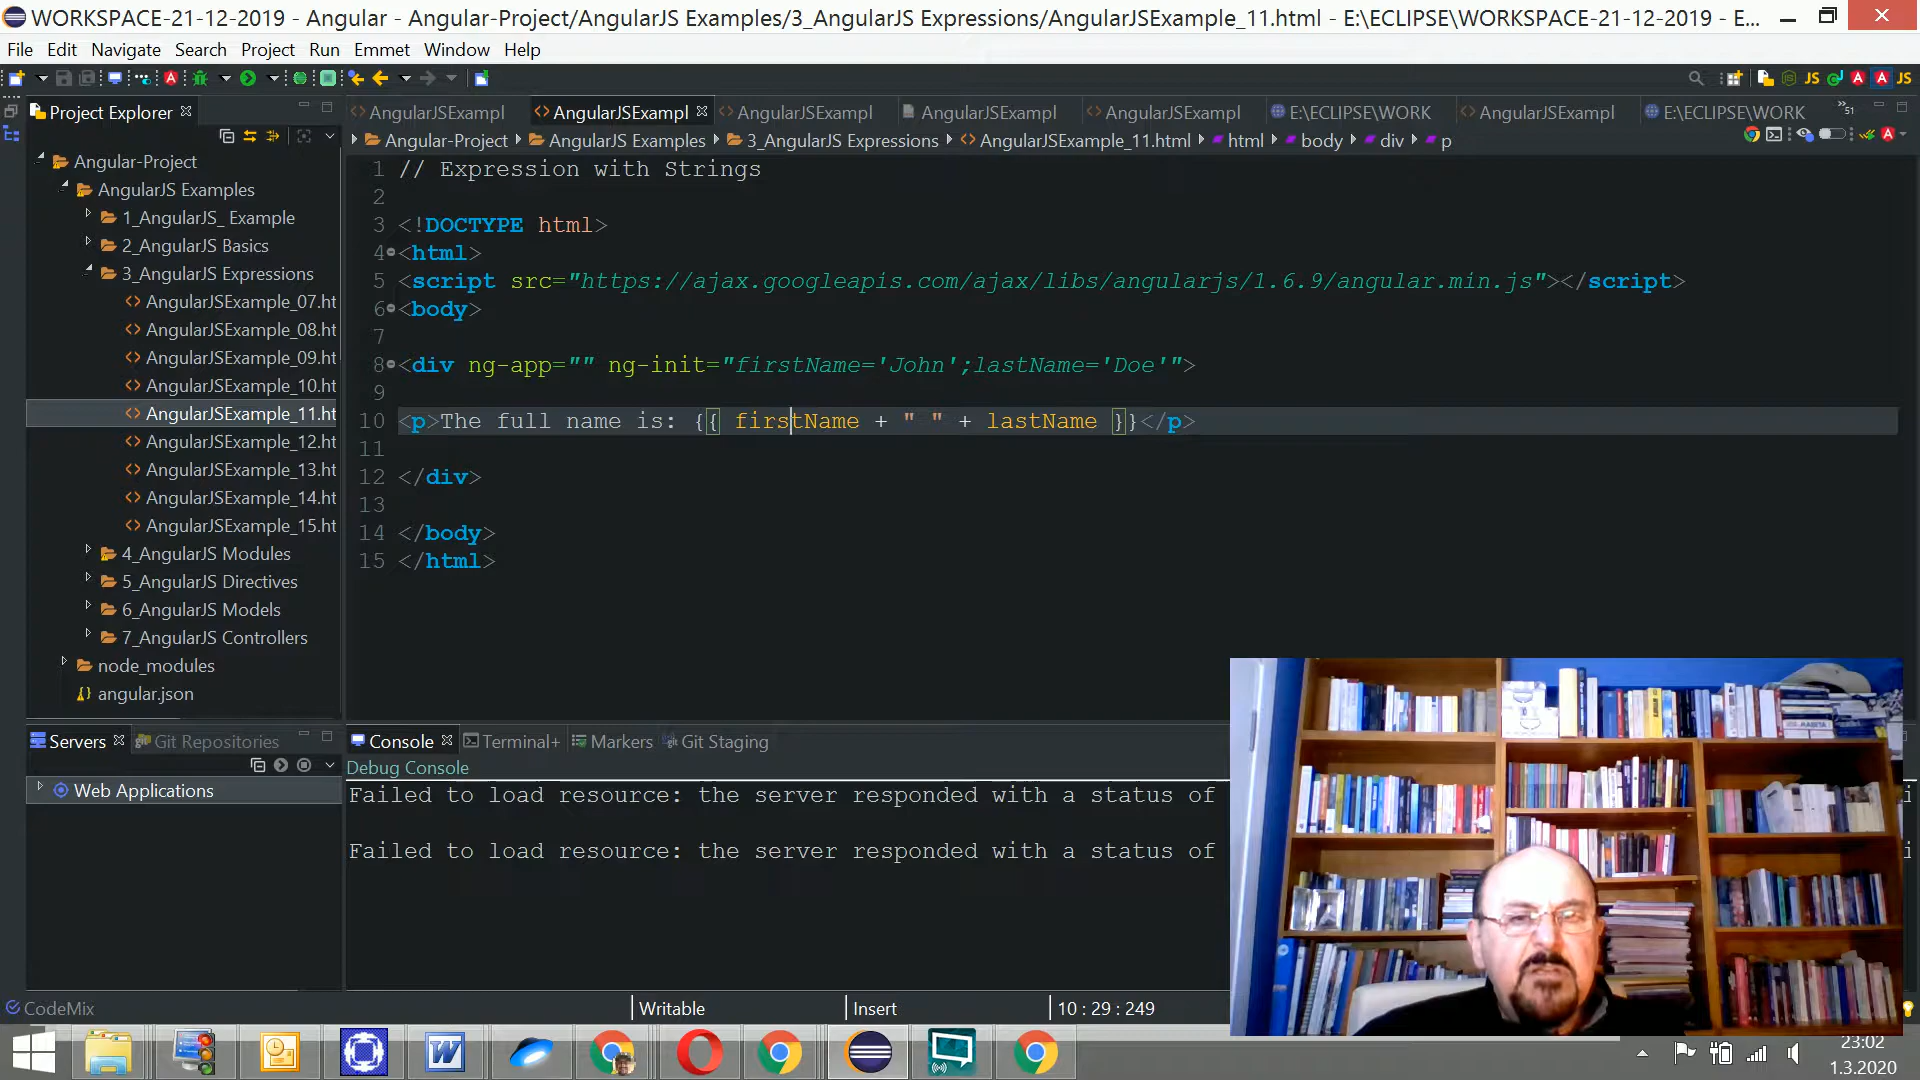 WORKSPACE-21-12-2019 - Angular - Angular-Project/AngularJS Examples/3_AngularJS Expressions/AngularJSExample_11.html - E:\ECLIPSE\WORKSPACE-21-12-2019 - E...
File Edit Navigate Search Project Run Emmet Window Help
Project Explorer
AngularJSExampl AngularJSExampl AngularJSExampl AngularJSExampl AngularJSExampl E:\ECLIPSE\WORK AngularJSExampl E:\ECLIPSE\WORK 51
Angular-Project AngularJS Examples 3_AngularJS Expressions AngularJSExample_11.html html body div p
Angular-Project
AngularJS Examples
1_AngularJS_ Example
2_AngularJS Basics
3_AngularJS Expressions
AngularJSExample_07.ht
AngularJSExample_08.ht
AngularJSExample_09.ht
AngularJSExample_10.ht
AngularJSExample_11.ht
AngularJSExample_12.ht
AngularJSExample_13.ht
AngularJSExample_14.ht
AngularJSExample_15.ht
4_AngularJS Modules
5_AngularJS Directives
6_AngularJS Models
7_AngularJS Controllers
node_modules
angular.json
1 // Expression with Strings
2
3 <!DOCTYPE html>
4 <html>
5 <script src="https://ajax.googleapis.com/ajax/libs/angularjs/1.6.9/angular.min.js"></script>
6 <body>
7
8 <div ng-app="" ng-init="firstName='John';lastName='Doe'">
9
10 <p>The full name is: {{ firstName + " " + lastName }}</p>
11
12 </div>
13
14 </body>
15 </html>
Servers Git Repositories
Web Applications
Console Terminal+ Markers Git Staging
Debug Console
Failed to load resource: the server responded with a status of
Failed to load resource: the server responded with a status of
CodeMix
Writable Insert 10 : 29 : 249
23:02
1.3.2020